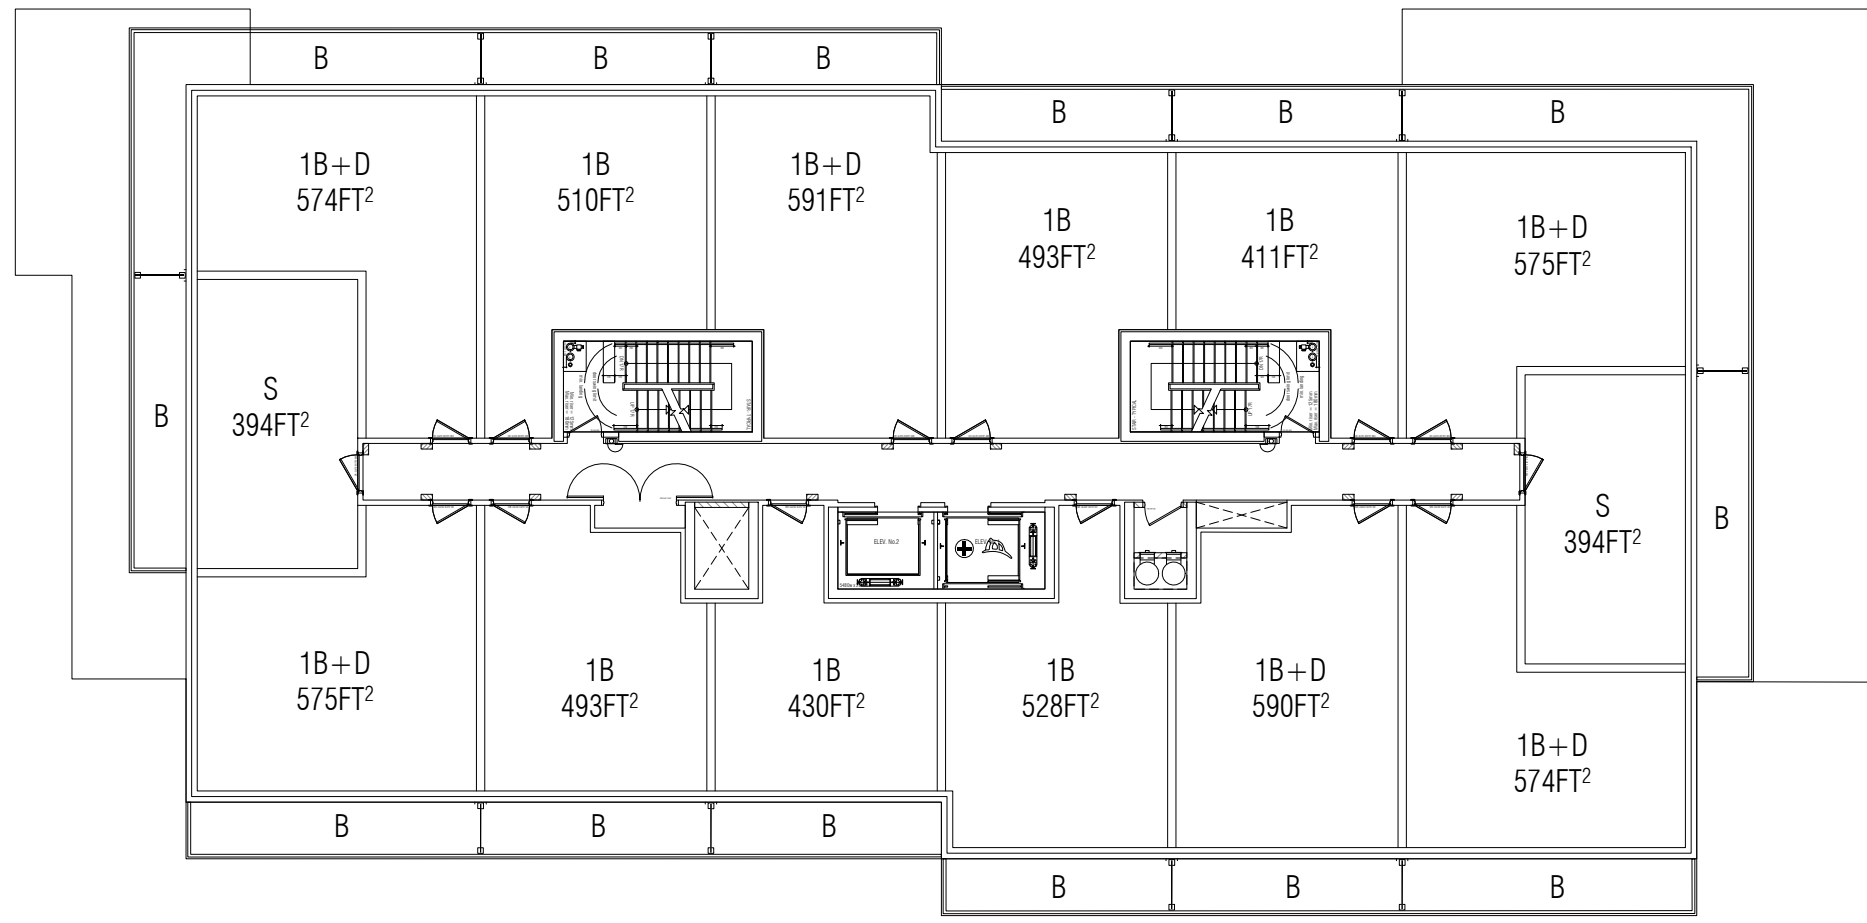 B
B
B
B
B
B
1B+D
574FT²
1B
510FT²
1B+D
591FT²
1B
493FT²
1B
411FT²
1B+D
575FT²
S
394FT²
B
S
394FT²
B
ELEV. No.2
1B+D
575FT²
1B
493FT²
1B
430FT²
1B
528FT²
1B+D
590FT²
1B+D
574FT²
B
B
B
B
B
B